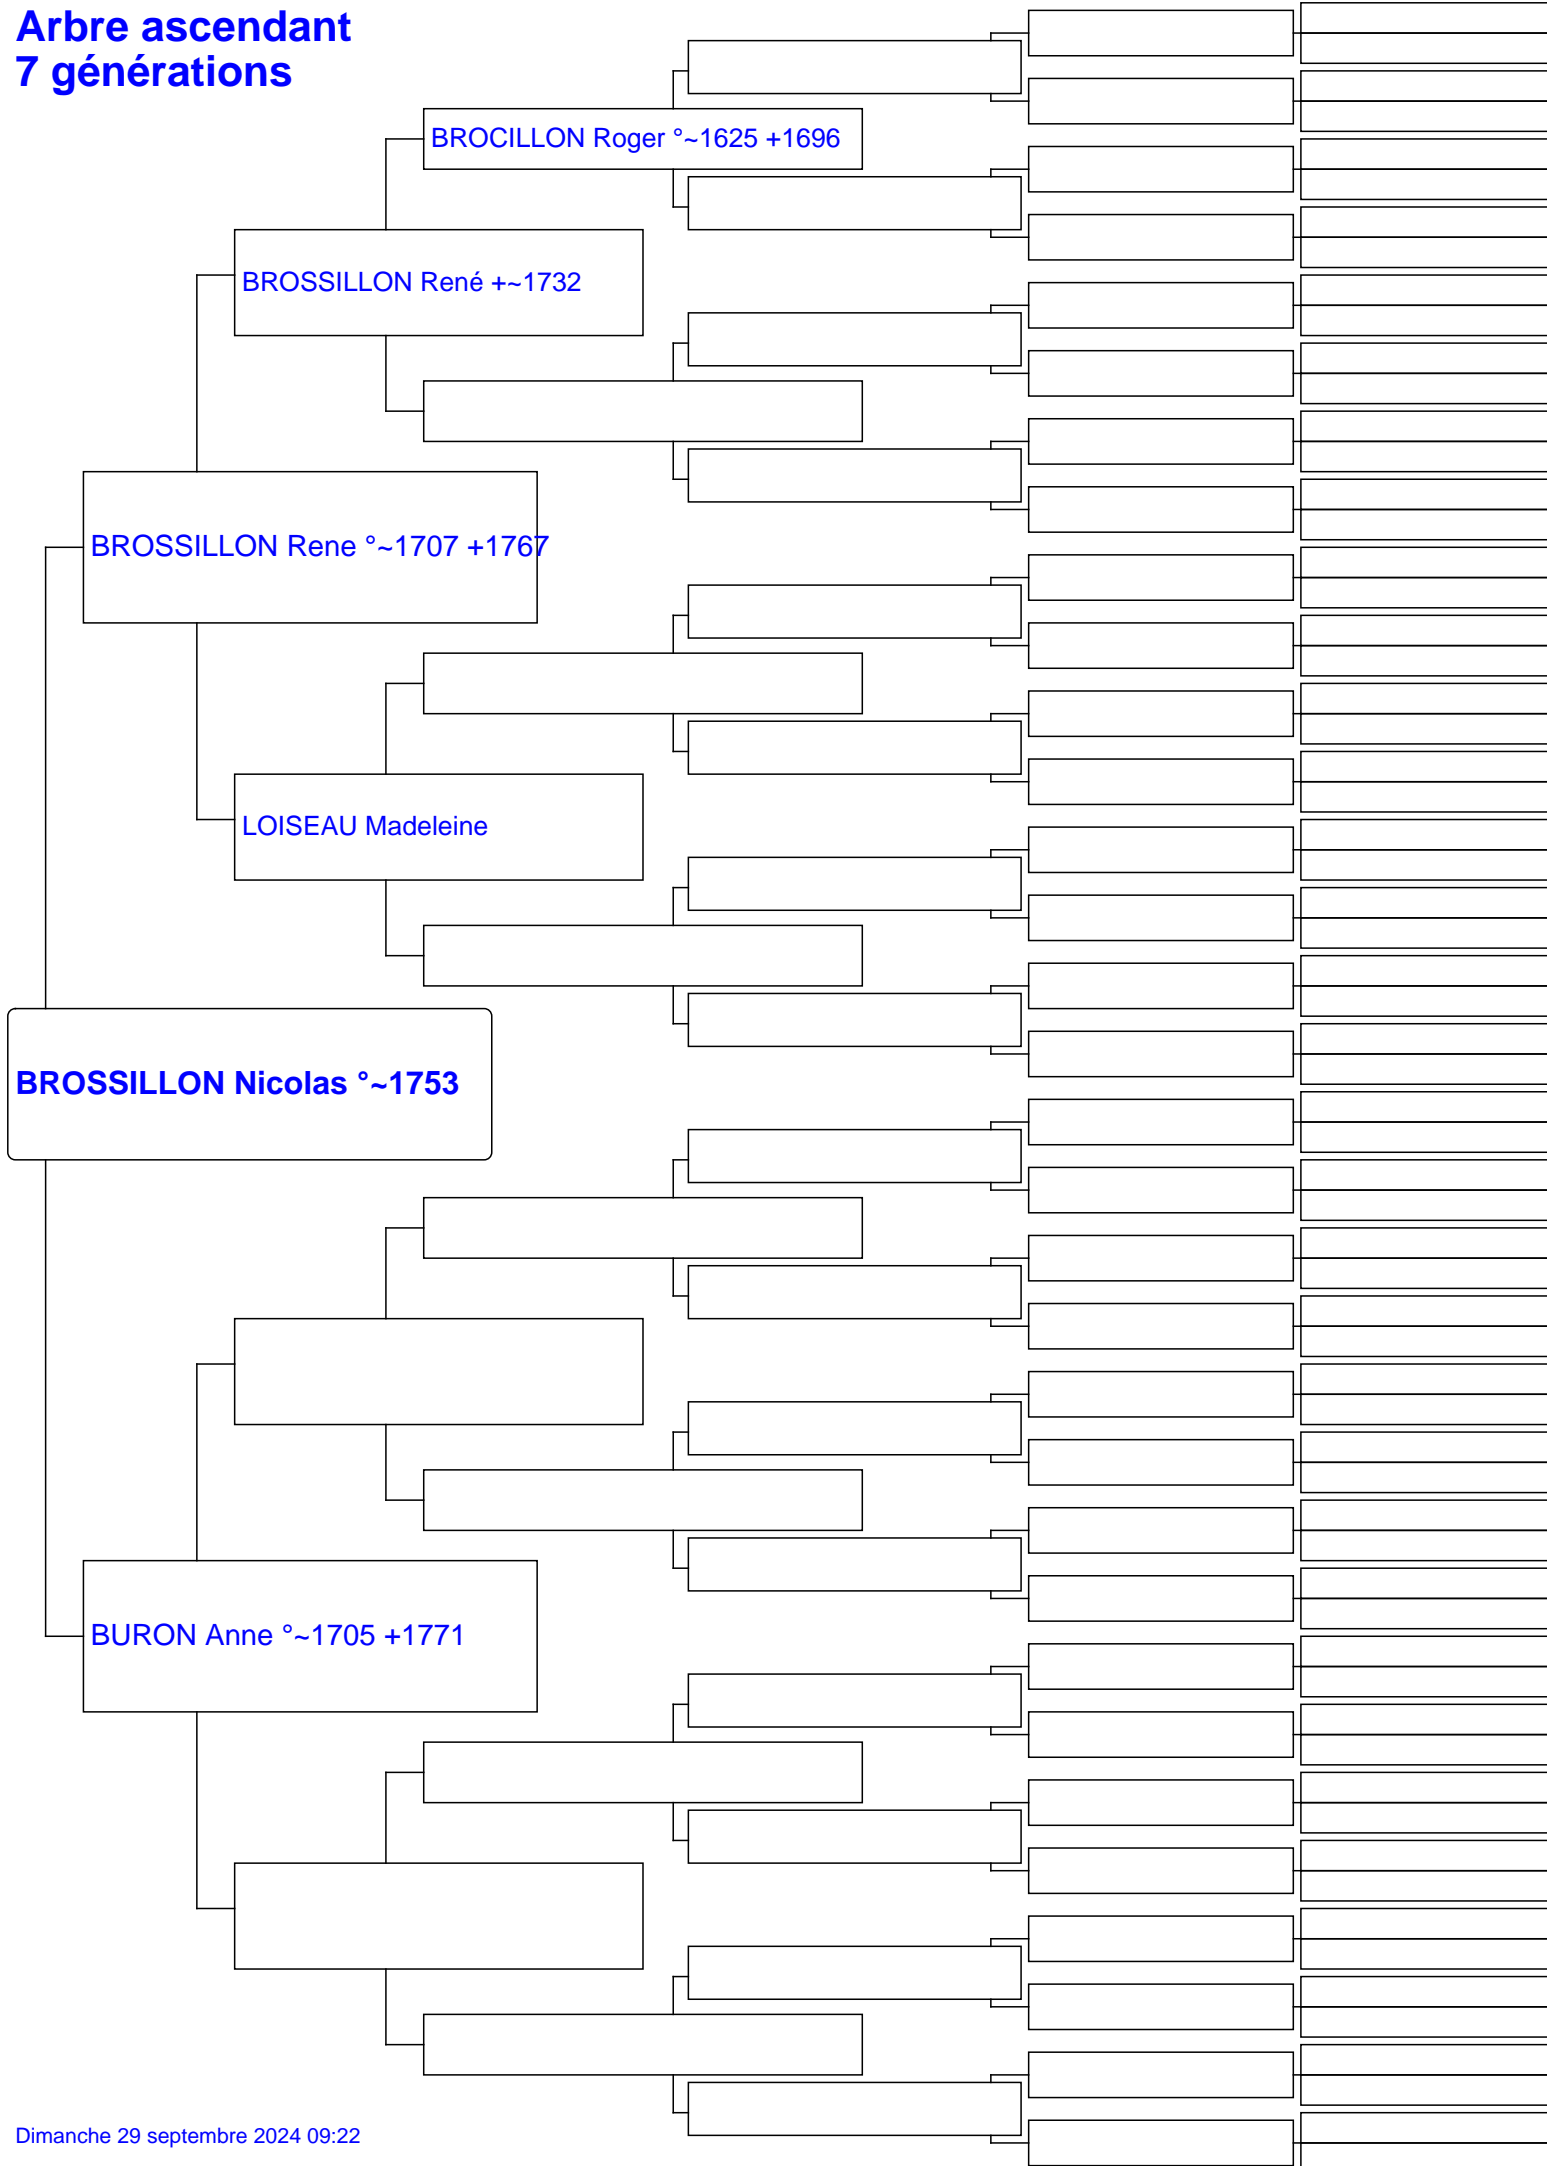 Arbre ascendant
7 générations
BROCILLON Roger °~1625 +1696
BROSSILLON René +~1732
BROSSILLON Rene °~1707 +1767
LOISEAU Madeleine
BROSSILLON Nicolas °~1753
BURON Anne °~1705 +1771
Dimanche 29 septembre 2024 09:22